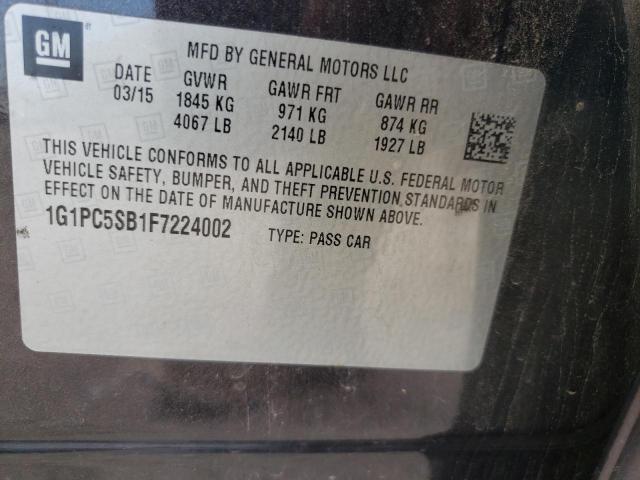 GM
MFD BY GENERAL MOTORS LLC
DATE GVWR GAWR FRT GAWR RR
03/15 1845 KG 971 KG 874 KG
4067 LB 2140 LB 1927 LB
THIS VEHICLE CONFORMS TO ALL APPLICABLE U.S. FEDERAL MOTOR
VEHICLE SAFETY, BUMPER, AND THEFT PREVENTION STANDARDS IN
EFFECT ON THE DATE OF MANUFACTURE SHOWN ABOVE.
1G1PC5SB1F7224002 TYPE: PASS CAR